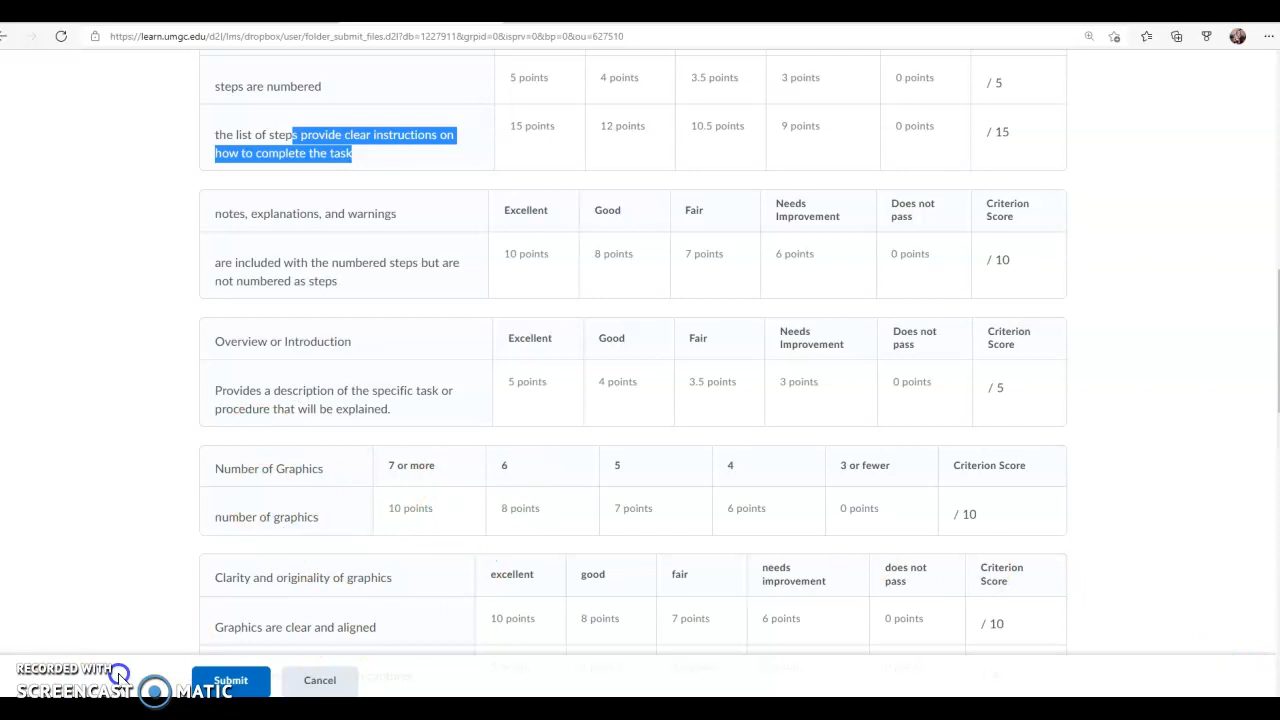 https://learn.umgc.edu/d2l/lms/dropbox/user/folder_submit_files.d2l?db=1227911&grpid=0&isprv=0&bp=0&ou=627510
steps are numbered 5 points 4 points 3.5 points 3 points 0 points / 5
the list of steps provide clear instructions on 15 points 12 points 10.5 points 9 points 0 points / 15
how to complete the task
notes, explanations, and warnings Excellent Good Fair Needs Does not Criterion
Improvement pass Score
are included with the numbered steps but are 10 points 8 points 7 points 6 points 0 points / 10
not numbered as steps
Overview or Introduction Excellent Good Fair Needs Does not Criterion
Improvement pass Score
Provides a description of the specific task or 5 points 4 points 3.5 points 3 points 0 points / 5
procedure that will be explained.
Number of Graphics 7 or more 6 5 4 3 or fewer Criterion Score
number of graphics 10 points 8 points 7 points 6 points 0 points / 10
Clarity and originality of graphics excellent good fair needs does not Criterion
improvement pass Score
Graphics are clear and aligned 10 points 8 points 7 points 6 points 0 points / 10
RECORDED WITH
SCREENCAST MATIC
Submit Cancel